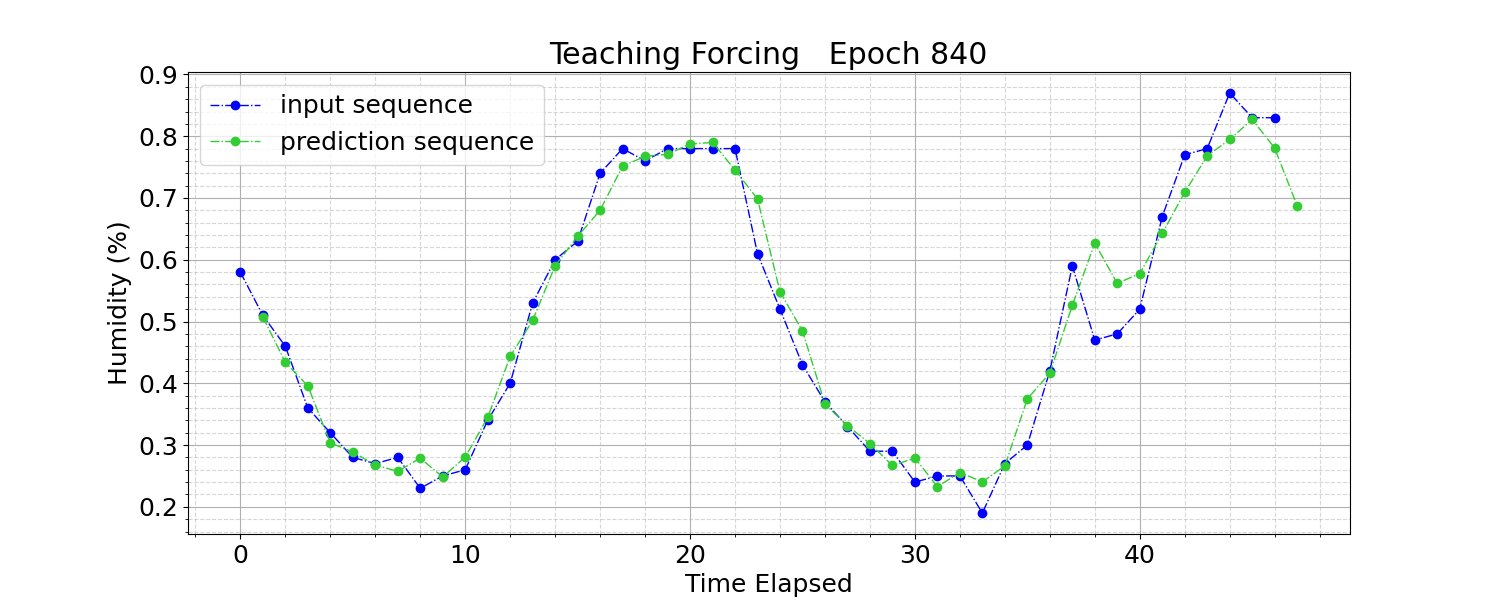 Teaching Forcing   Epoch 840
0.9
0.8
0.7
0.6
0.5
0.4
0.3
0.2
Humidity (%)
input sequence
prediction sequence
0 10 20 30 40
Time Elapsed